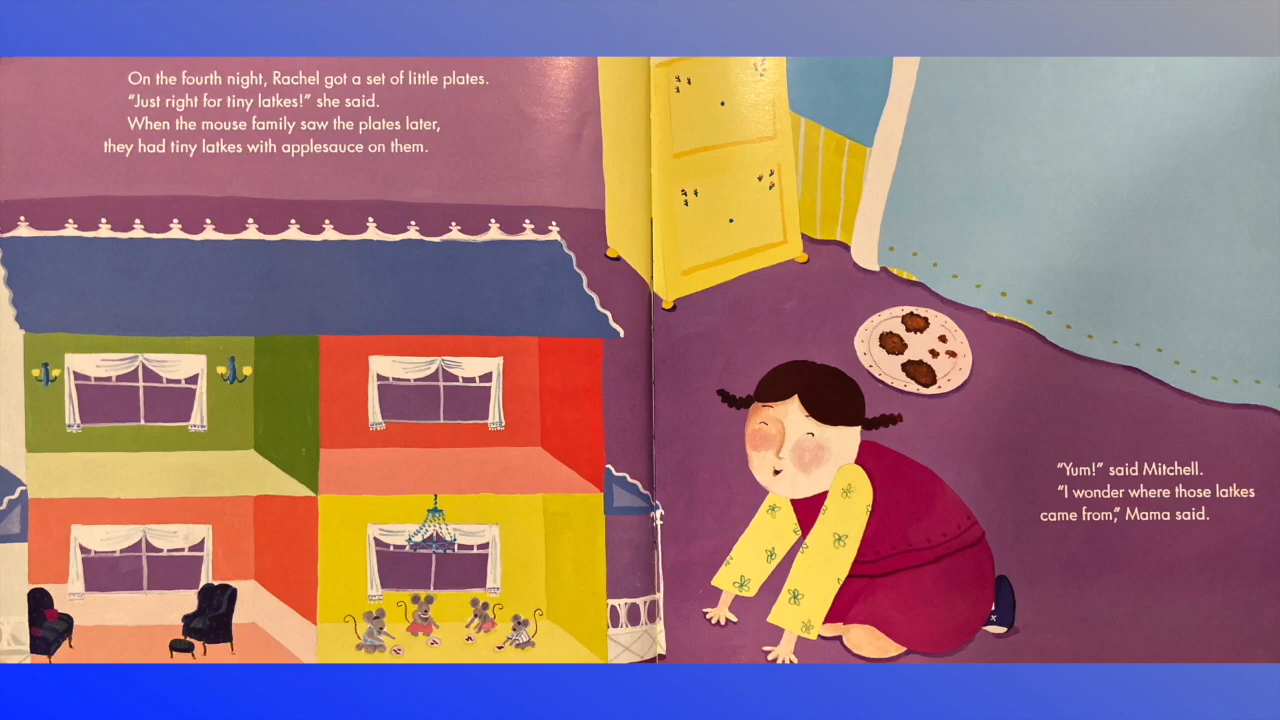 On the fourth night, Rachel got a set of little plates.
“Just right for tiny latkes!” she said.
When the mouse family saw the plates later,
they had tiny latkes with applesauce on them.
“Yum!” said Mitchell.
“I wonder where those latkes
came from,” Mama said.